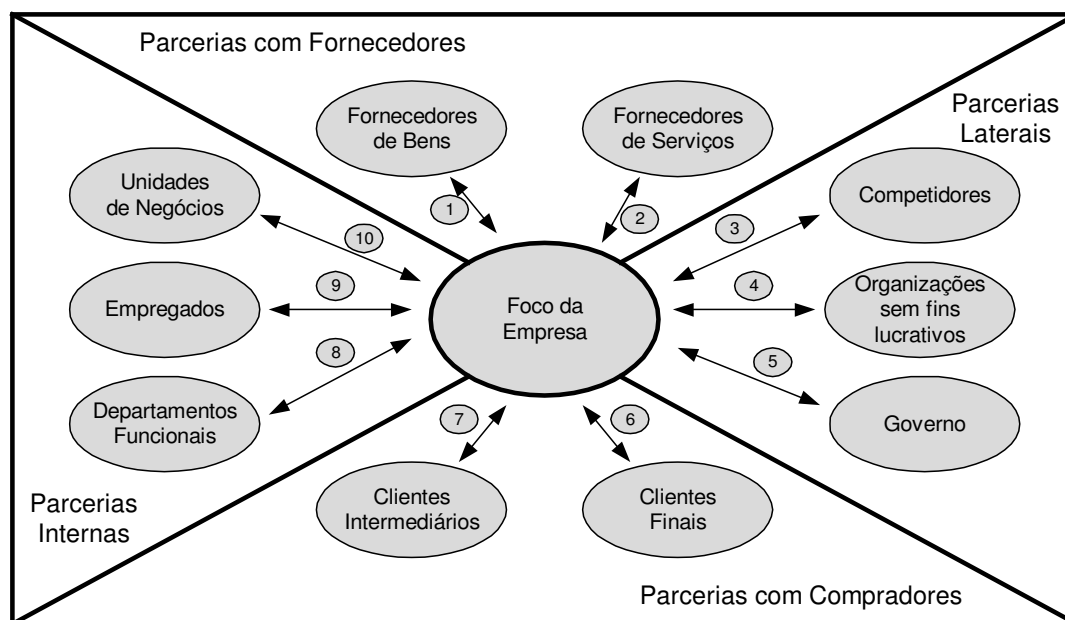 Parcerias com Fornecedores
Fornecedores
de Bens
Fornecedores
de Serviços
Parcerias
Laterais
Unidades
de Negócios
Competidores
1
2
3
10
9
4
Empregados
Foco da
Empresa
Organizações
sem fins
lucrativos
8
5
Departamentos
Funcionais
7
6
Governo
Parcerias
Internas
Clientes
Intermediários
Clientes
Finais
Parcerias com Compradores